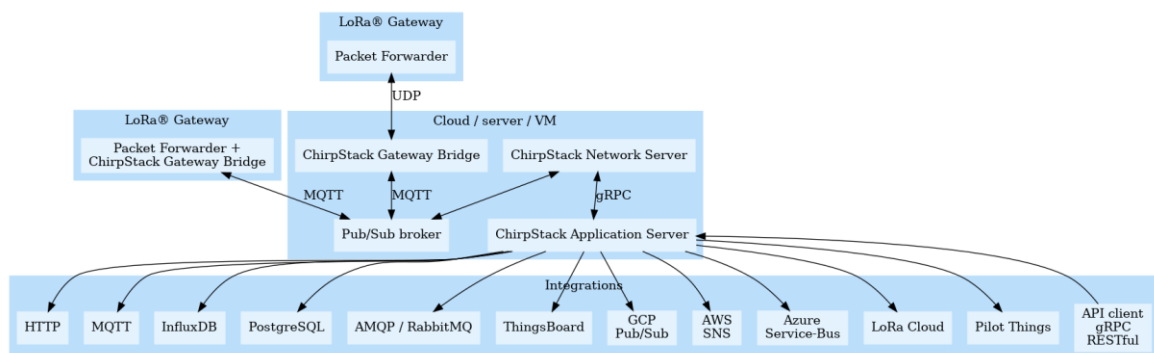 LoRa® Gateway
Packet Forwarder
UDP
LoRa® Gateway
Packet Forwarder +
ChirpStack Gateway Bridge
Cloud / server / VM
ChirpStack Gateway Bridge
ChirpStack Network Server
MQTT
MQTT
gRPC
Pub/Sub broker
ChirpStack Application Server
Integrations
HTTP
MQTT
InfluxDB
PostgreSQL
AMQP / RabbitMQ
ThingsBoard
GCP
Pub/Sub
AWS
SNS
Azure
Service-Bus
LoRa Cloud
Pilot Things
API client
gRPC
RESTful